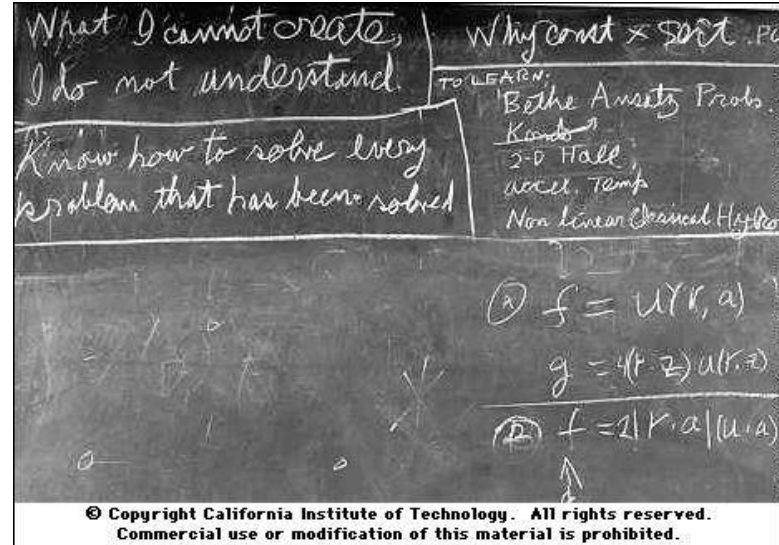 What I cannot create,
I do not understand.
Know how to solve every
problem that has been solved
Why const × sort . PO
TO LEARN:
Bethe Ansatz Probs.
Kondo
2-D Hall
accel. Temp
Non Linear Classical Hydro
f = u(r, a)
g = 4(r·z) u(r,z)
f = 2|r·a|(u·a)
© Copyright California Institute of Technology. All rights reserved.
Commercial use or modification of this material is prohibited.